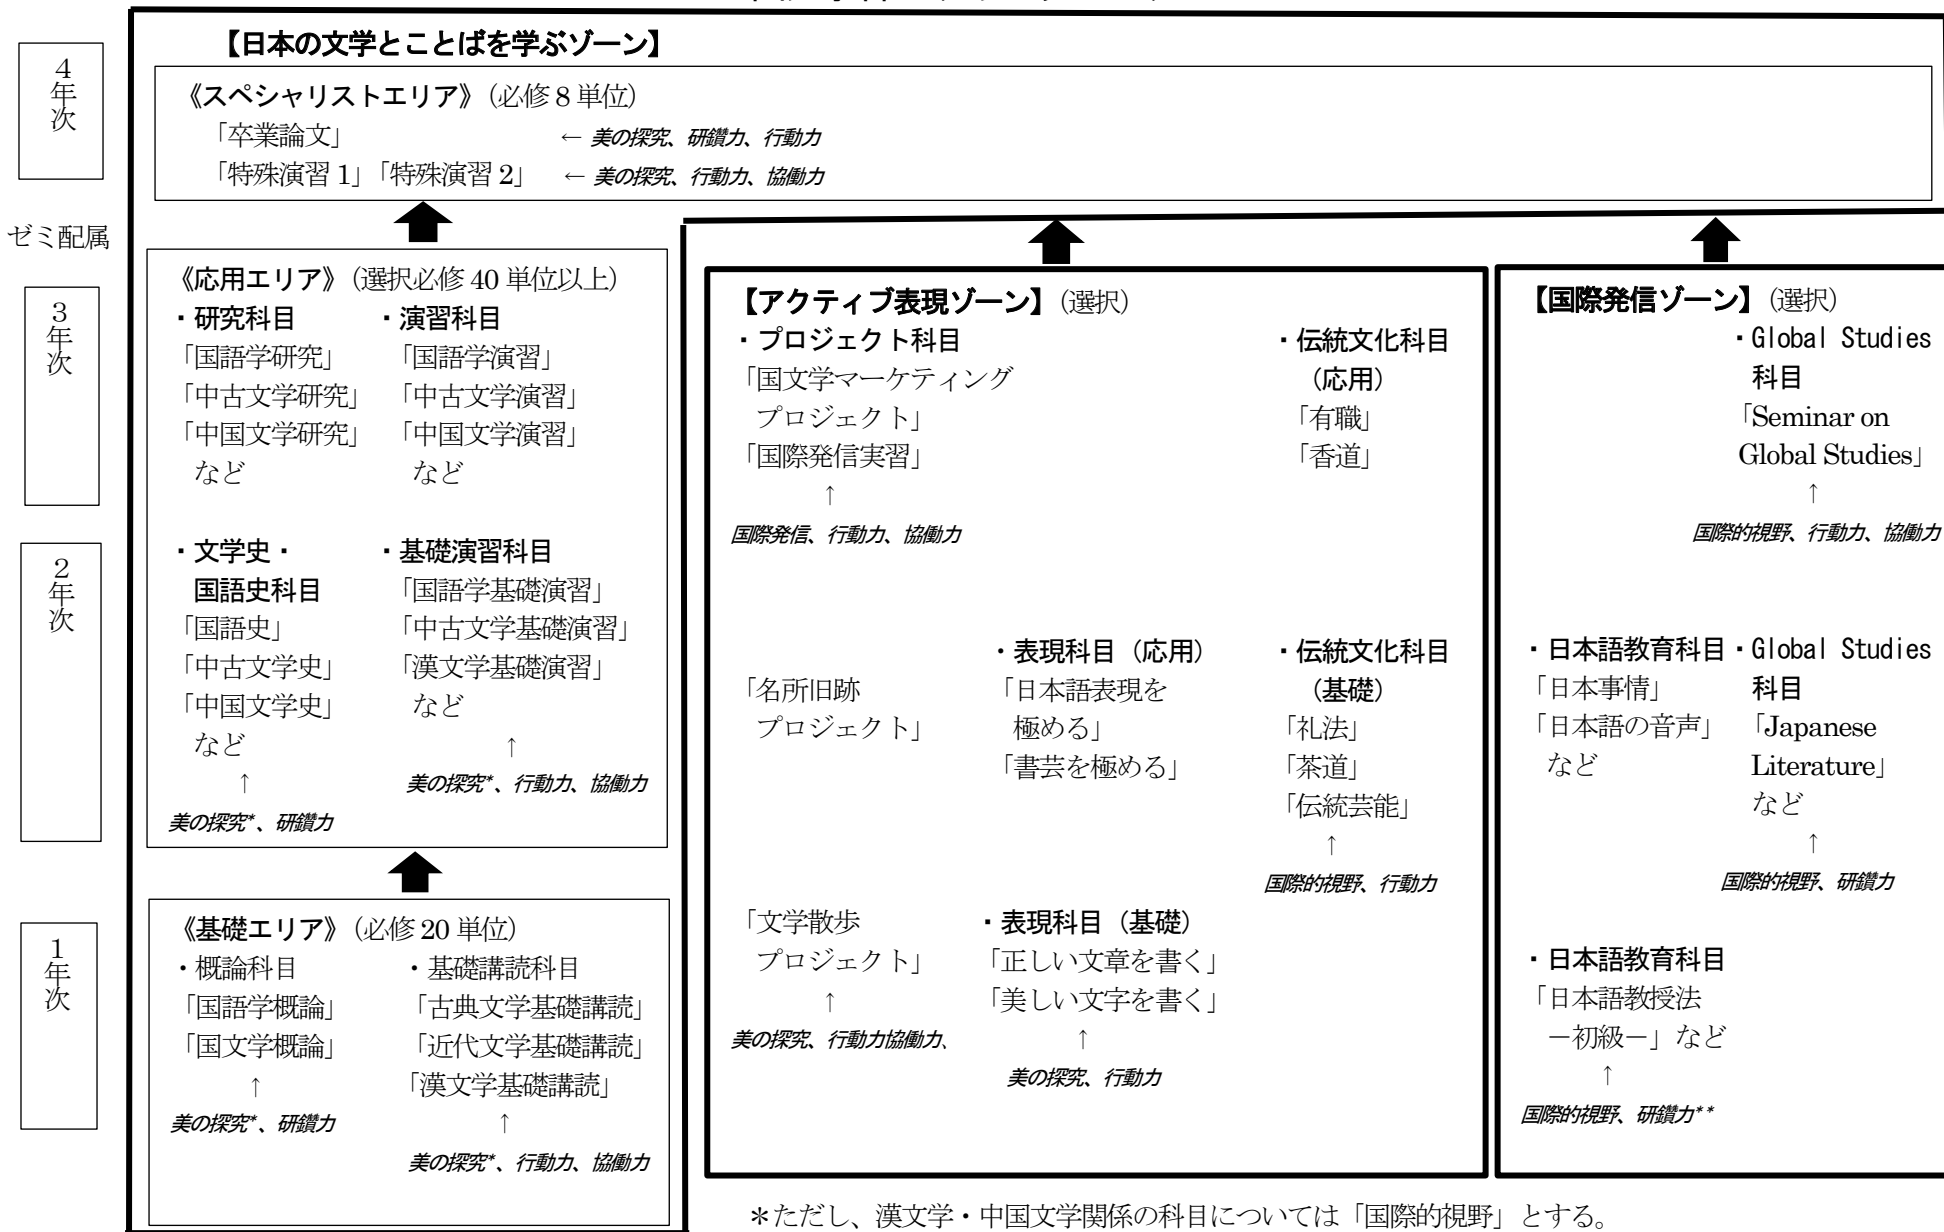 【日本の文学とことばを学ぶゾーン】
4年次
《スペシャリストエリア》(必修 8 単位)
「卒業論文」 ← 美の探究、研鑽力、行動力
「特殊演習 1」「特殊演習 2」 ← 美の探究、行動力、協働力
ゼミ配属
3年次
《応用エリア》(選択必修 40 単位以上)
・研究科目 ・演習科目
「国語学研究」 「国語学演習」
「中古文学研究」 「中古文学演習」
「中国文学研究」 「中国文学演習」
など など
2年次
・文学史・ ・基礎演習科目
国語史科目 「国語学基礎演習」
「国語史」 「中古文学基礎演習」
「中古文学史」 「漢文学基礎演習」
「中国文学史」 など
など ↑
↑ 美の探究*、行動力、協働力
美の探究*、研鑽力
1年次
《基礎エリア》(必修 20 単位)
・概論科目 ・基礎講読科目
「国語学概論」 「古典文学基礎講読」
「国文学概論」 「近代文学基礎講読」
↑ 「漢文学基礎講読」
美の探究*、研鑽力 ↑
美の探究*、行動力、協働力
【アクティブ表現ゾーン】(選択)
・プロジェクト科目 ・伝統文化科目
「国文学マーケティング (応用)
プロジェクト」 「有職」
「国際発信実習」 「香道」
↑
国際発信、行動力、協働力
・表現科目(応用) ・伝統文化科目
「名所旧跡 「日本語表現を (基礎)
プロジェクト」 極める」 「礼法」
「書芸を極める」 「茶道」
「伝統芸能」
↑
国際的視野、行動力
「文学散歩 ・表現科目(基礎)
プロジェクト」 「正しい文章を書く」
↑ 「美しい文字を書く」
美の探究、行動力協働力、 ↑
美の探究、行動力
【国際発信ゾーン】(選択)
・Global Studies
科目
「Seminar on
Global Studies」
↑
国際的視野、行動力、協働力
・日本語教育科目 ・Global Studies
「日本事情」 科目
「日本語の音声」 「Japanese
など Literature」
など
↑
国際的視野、研鑽力
・日本語教育科目
「日本語教授法
－初級－」など
↑
国際的視野、研鑽力**
＊ただし、漢文学・中国文学関係の科目については「国際的視野」とする。